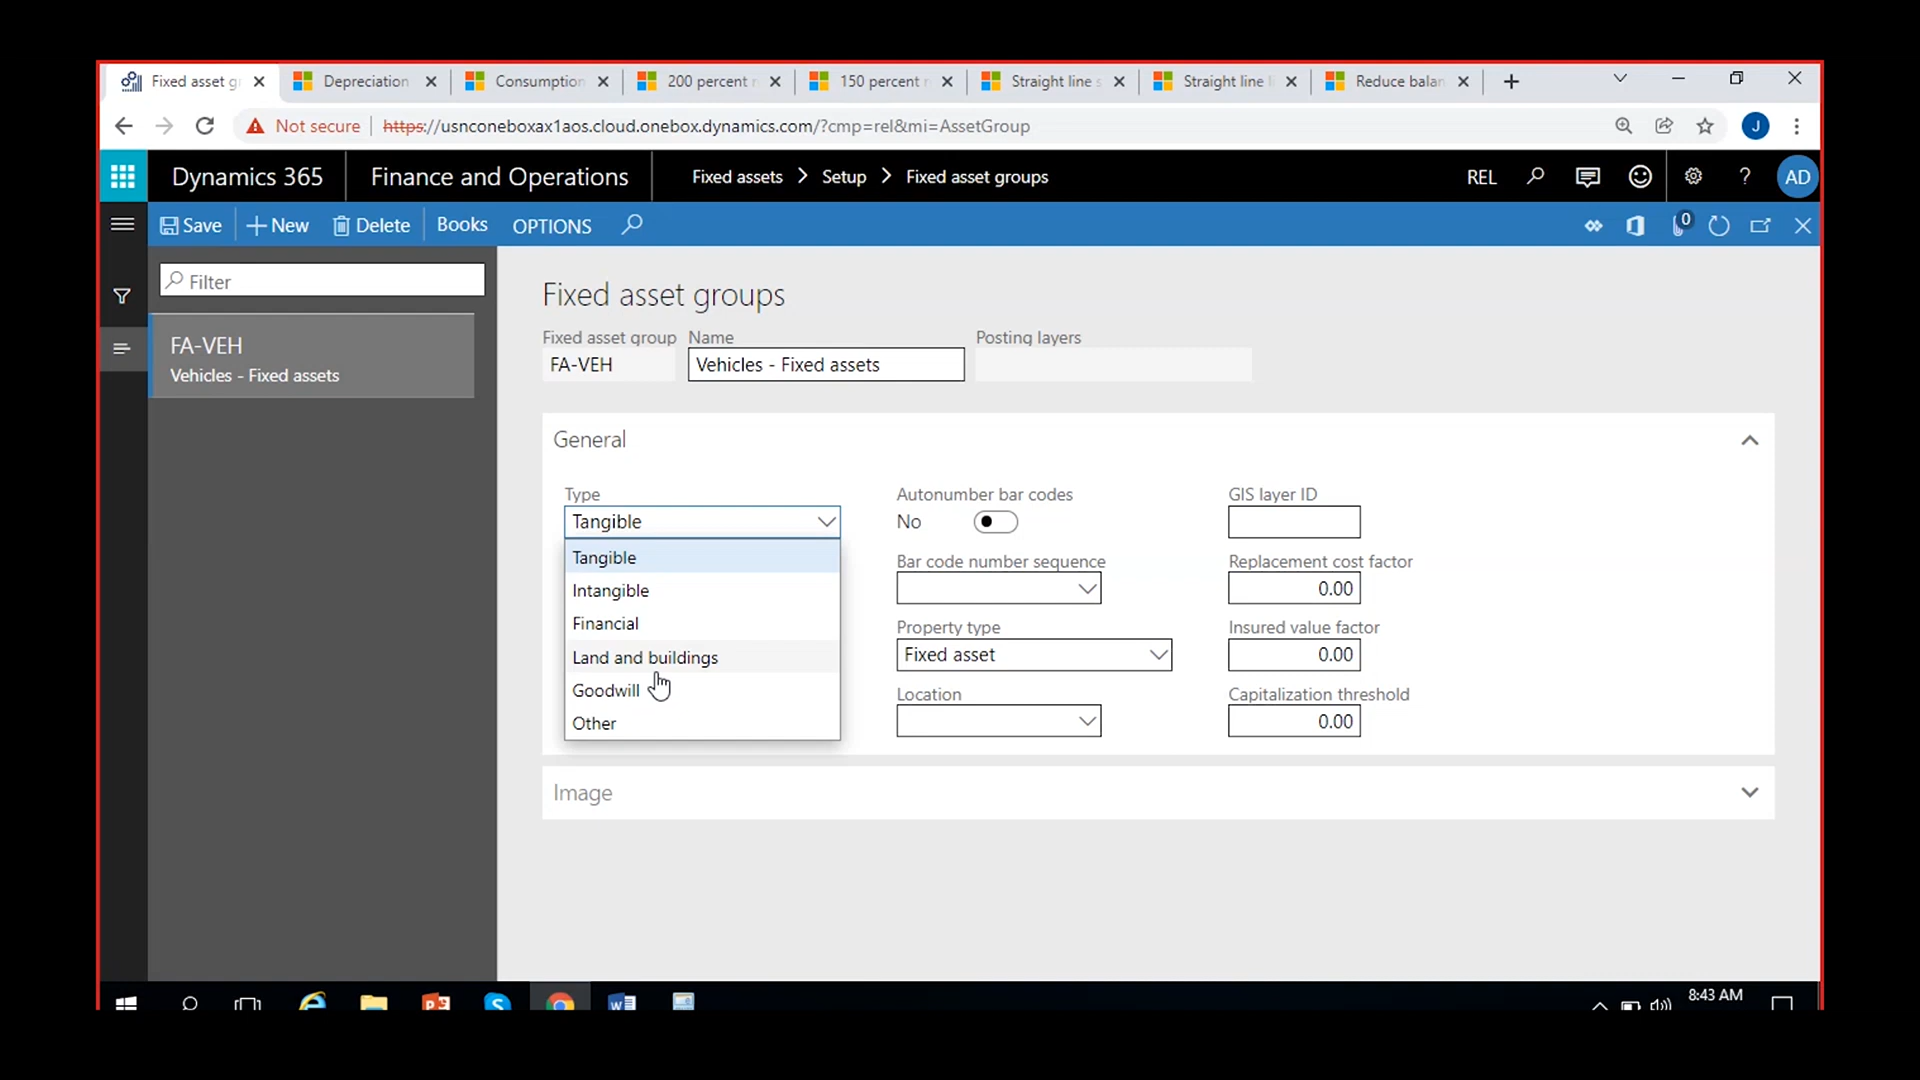 Fixed asset gr
Depreciation
Consumption
200 percent r
150 percent r
Straight line s
Straight line l
Reduce balan
Not secure
https://usnconeboxax1aos.cloud.onebox.dynamics.com/?cmp=rel&mi=AssetGroup
J
Dynamics 365
Finance and Operations
Fixed assets > Setup > Fixed asset groups
REL
?
AD
Save
New
Delete
Books
OPTIONS
0
Filter
FA-VEH
Vehicles - Fixed assets
Fixed asset groups
Fixed asset group
Name
Posting layers
FA-VEH
Vehicles - Fixed assets
General
Type
Tangible
Tangible
Intangible
Financial
Land and buildings
Goodwill
Other
Autonumber bar codes
No
Bar code number sequence
Property type
Fixed asset
Location
GIS layer ID
Replacement cost factor
0.00
Insured value factor
0.00
Capitalization threshold
0.00
Image
8:43 AM